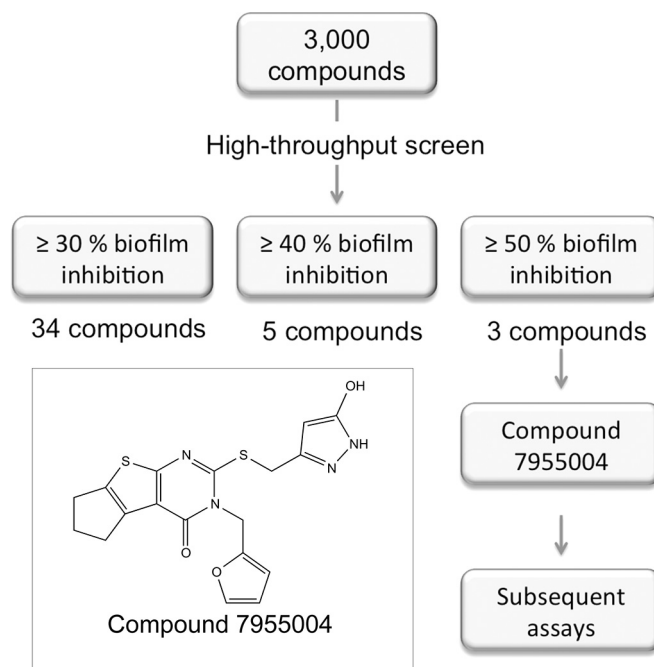 3,000
compounds
High-throughput screen
≥ 30 % biofilm
inhibition
≥ 40 % biofilm
inhibition
≥ 50 % biofilm
inhibition
34 compounds
5 compounds
3 compounds
OH
S
N
S
NH
N
N
O
O
Compound 7955004
Compound
7955004
Subsequent
assays